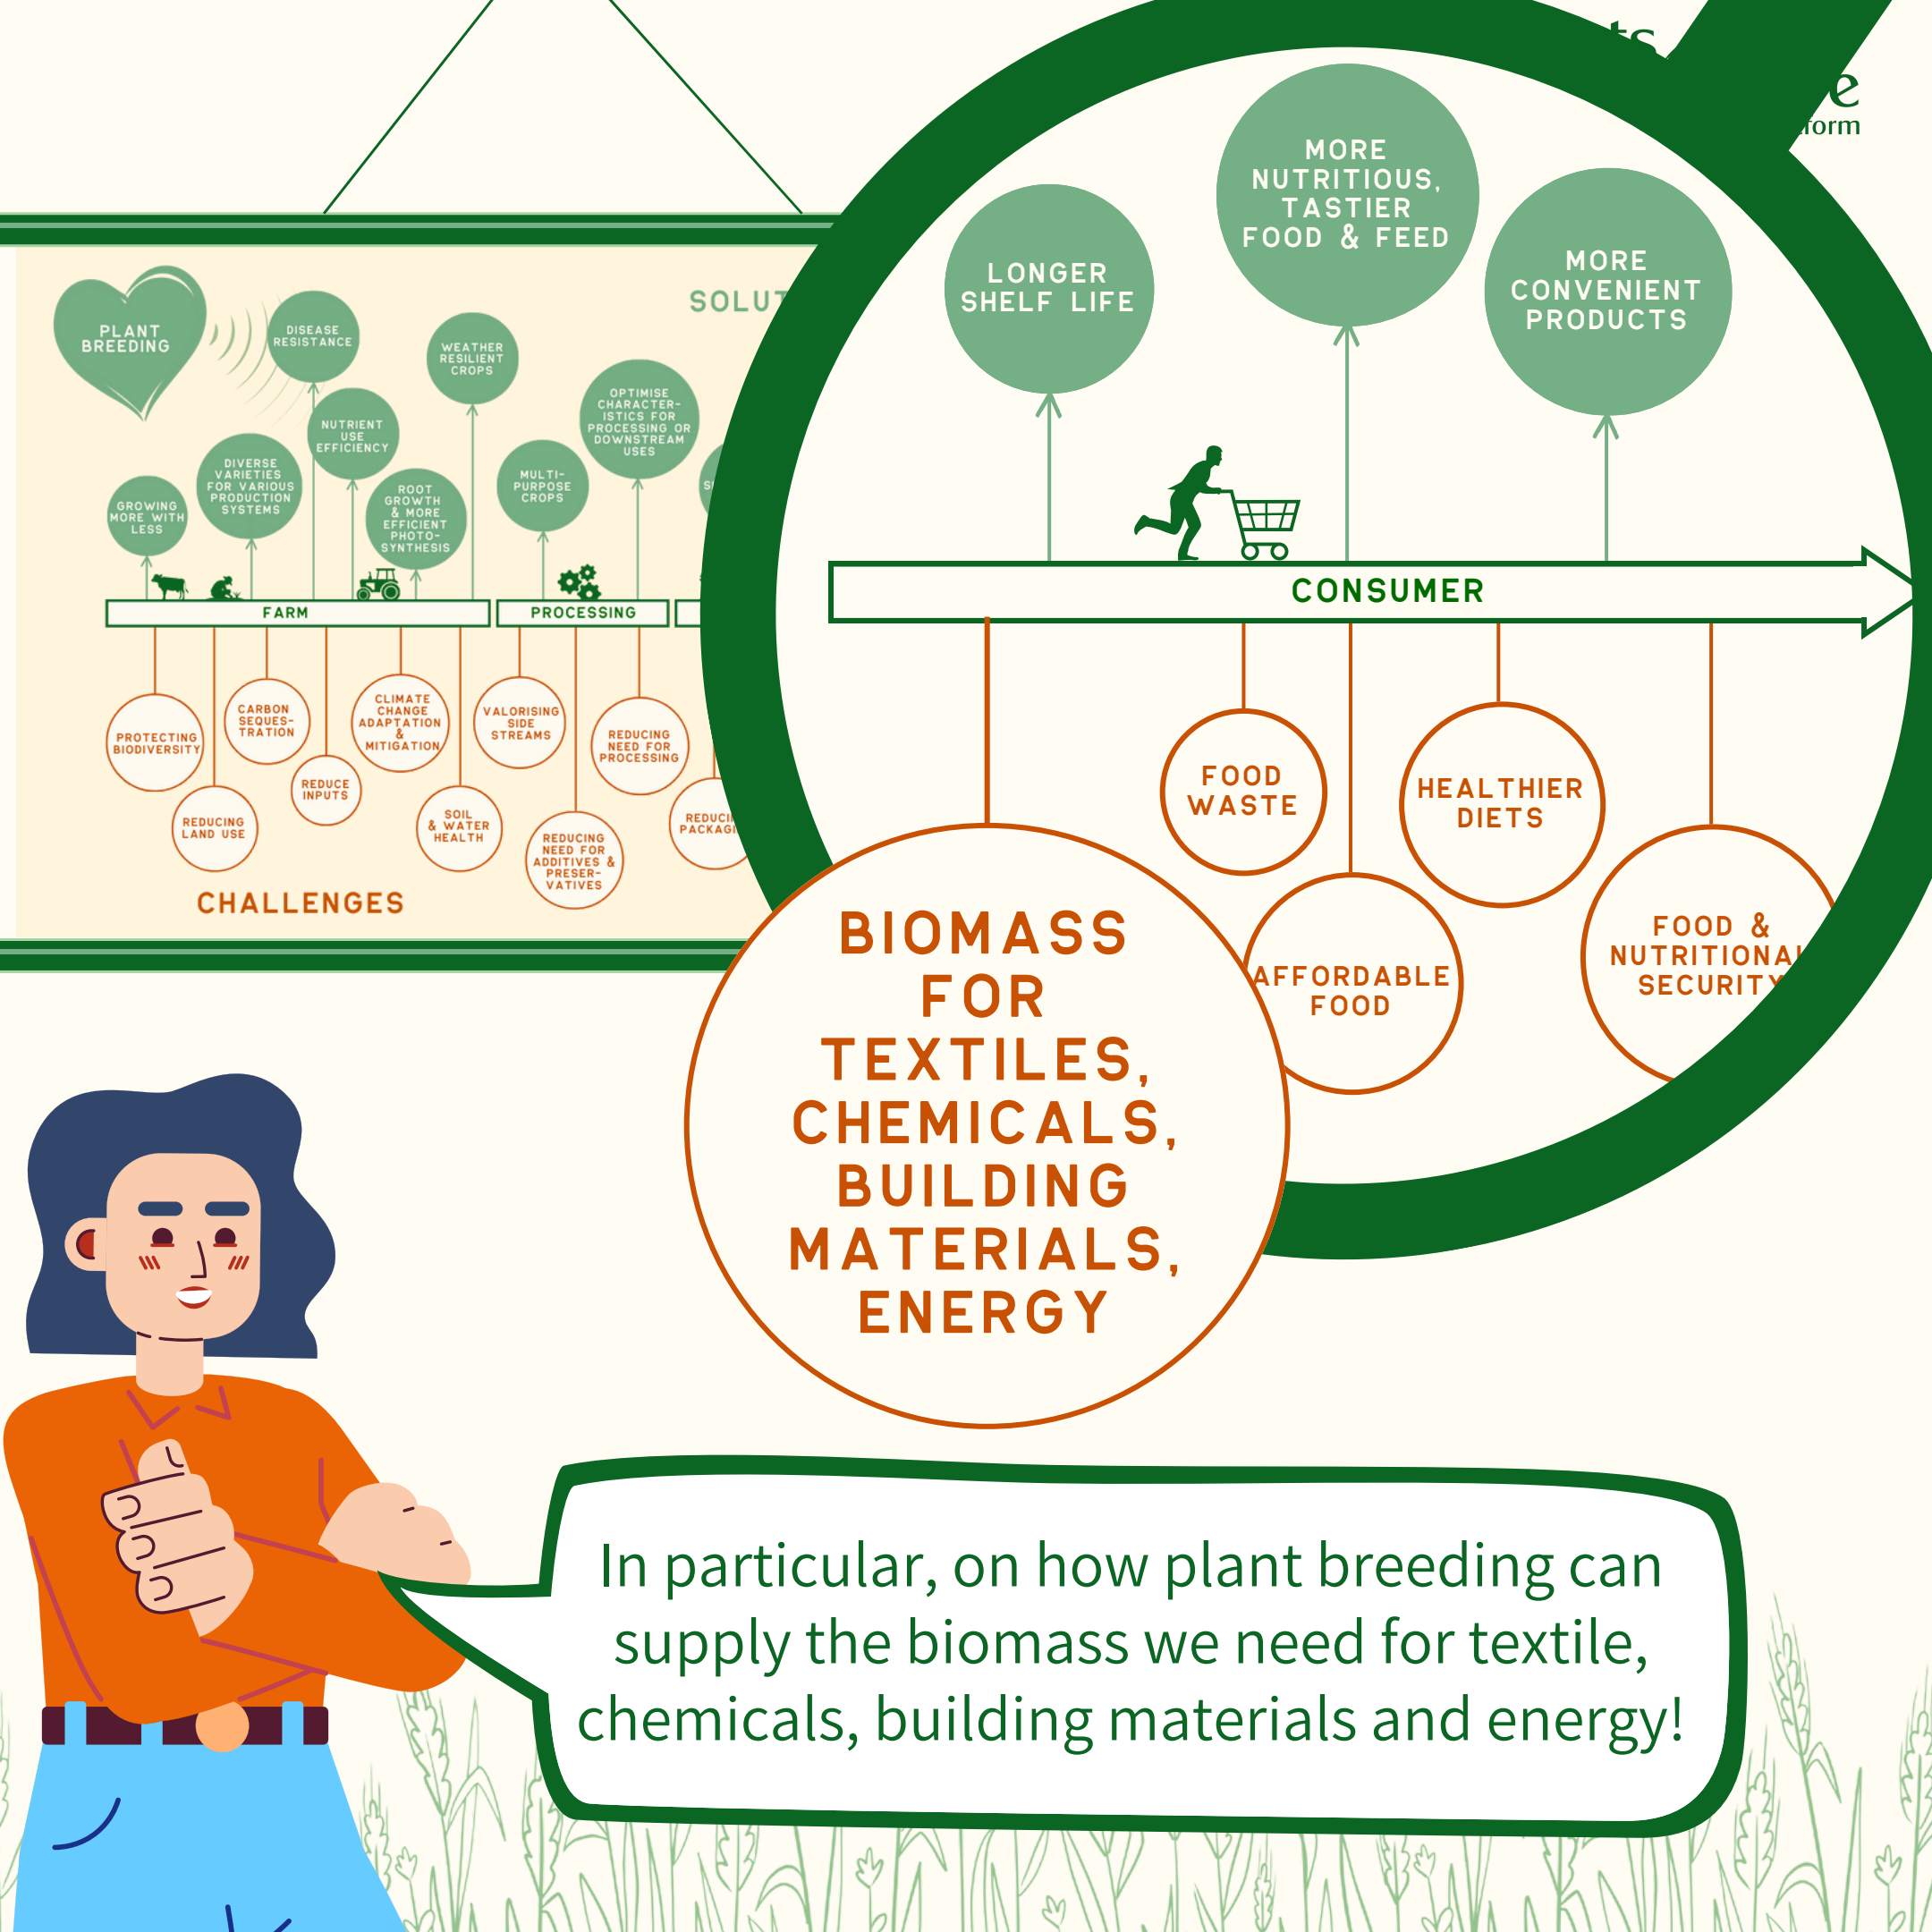 PLANT
BREEDING
DISEASE
RESISTANCE
WEATHER
RESILIENT
CROPS
NUTRIENT
USE
EFFICIENCY
OPTIMISE
CHARACTER-
ISTICS FOR
PROCESSING OR
DOWNSTREAM
USES
DIVERSE
VARIETIES
FOR VARIOUS
PRODUCTION
SYSTEMS
MULTI-
PURPOSE
CROPS
ROOT
GROWTH
& MORE
EFFICIENT
PHOTO-
SYNTHESIS
GROWING
MORE WITH
LESS
FARM
PROCESSING
PROTECTING
BIODIVERSITY
CARBON
SEQUES-
TRATION
CLIMATE
CHANGE
ADAPTATION
&
MITIGATION
VALORISING
SIDE
STREAMS
REDUCING
NEED FOR
PROCESSING
REDUCE
INPUTS
REDUCING
LAND USE
SOIL
& WATER
HEALTH
REDUCING
NEED FOR
ADDITIVES &
PRESER-
VATIVES
CHALLENGES
LONGER
SHELF LIFE
MORE
NUTRITIOUS,
TASTIER
FOOD & FEED
MORE
CONVENIENT
PRODUCTS
CONSUMER
FOOD
WASTE
HEALTHIER
DIETS
AFFORDABLE
FOOD
FOOD &
NUTRITIONAL
SECURITY
BIOMASS
FOR
TEXTILES,
CHEMICALS,
BUILDING
MATERIALS,
ENERGY
In particular, on how plant breeding can
supply the biomass we need for textile,
chemicals, building materials and energy!